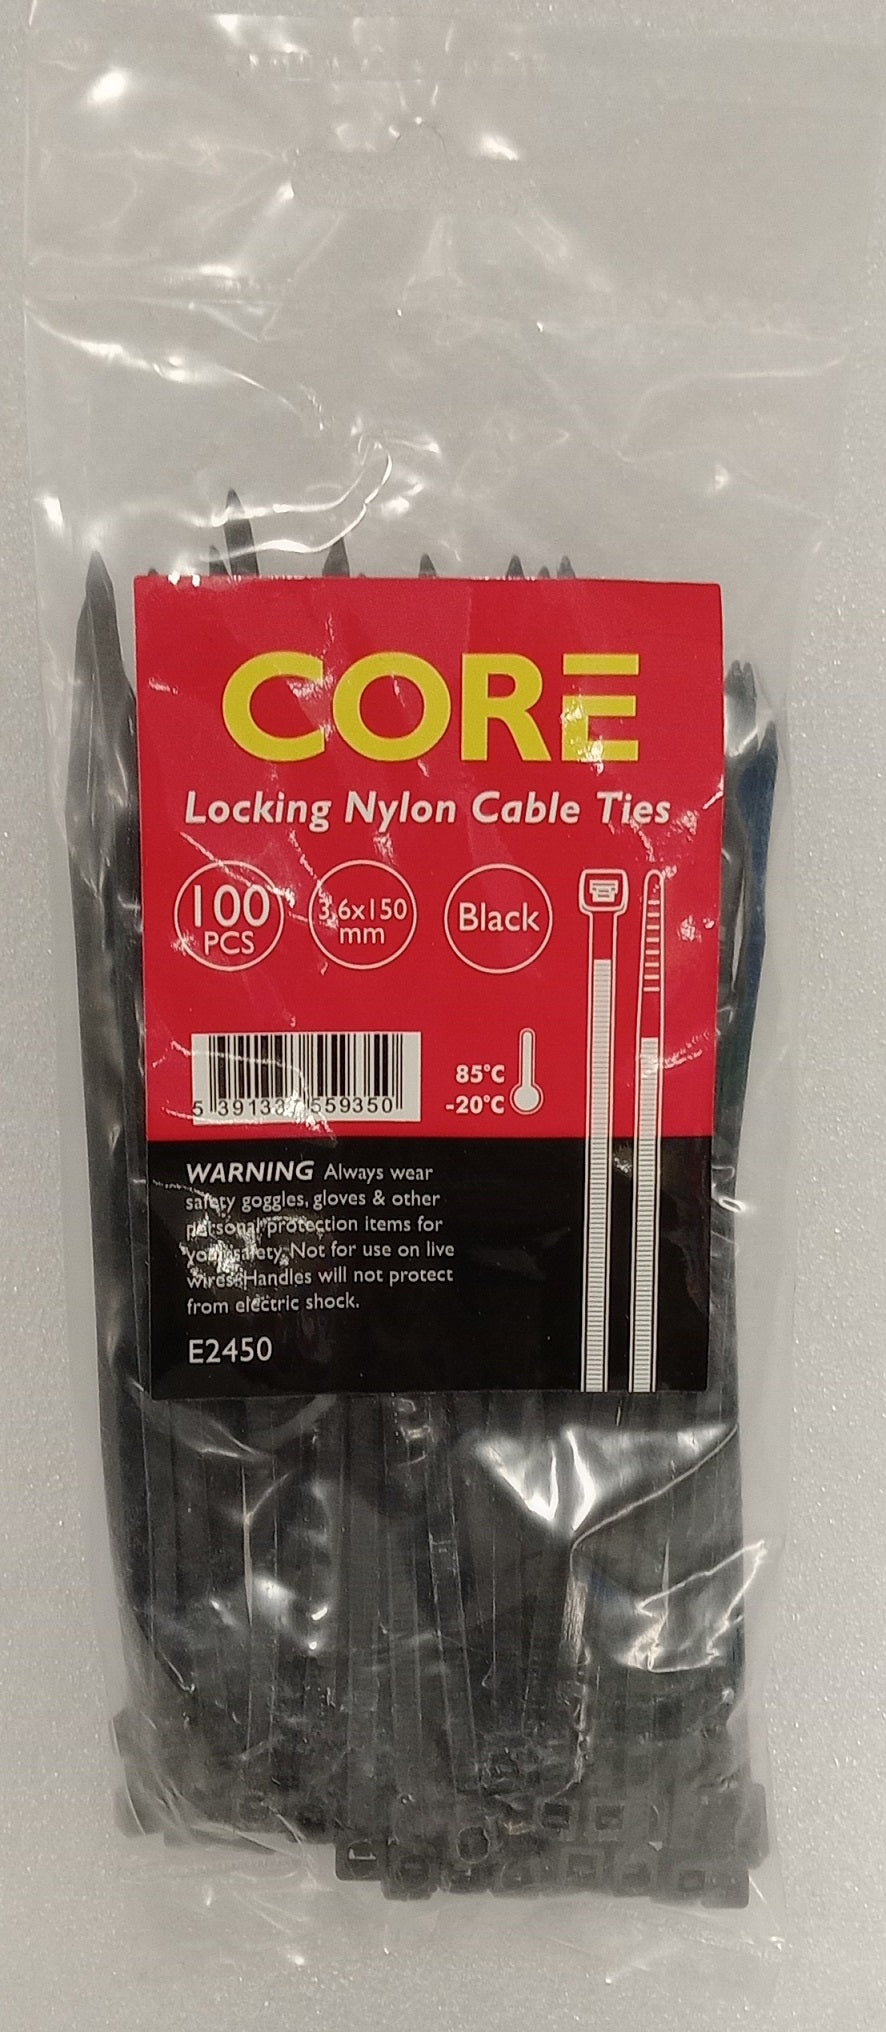 CORE
Locking Nylon Cable Ties
100
PCS
3.6x150
mm
Black
85°C
-20°C
5 391337 559350
WARNING Always wear
safety goggles, gloves & other
personal protection items for
your safety. Not for use on live
wires. Handles will not protect
from electric shock.
E2450